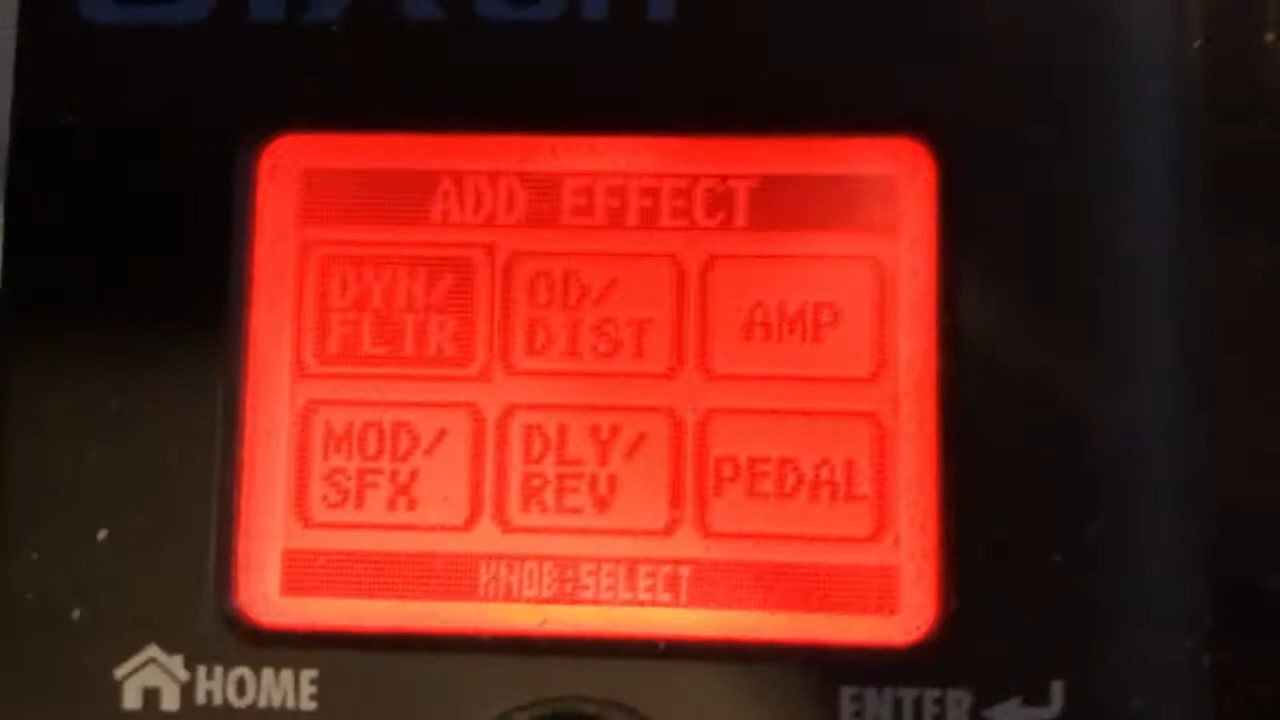 ADD EFFECT
DYN/
FLTR
OD/
DIST
AMP
MOD/
SFX
DLY/
REV
PEDAL
KNOB:SELECT
HOME
ENTER